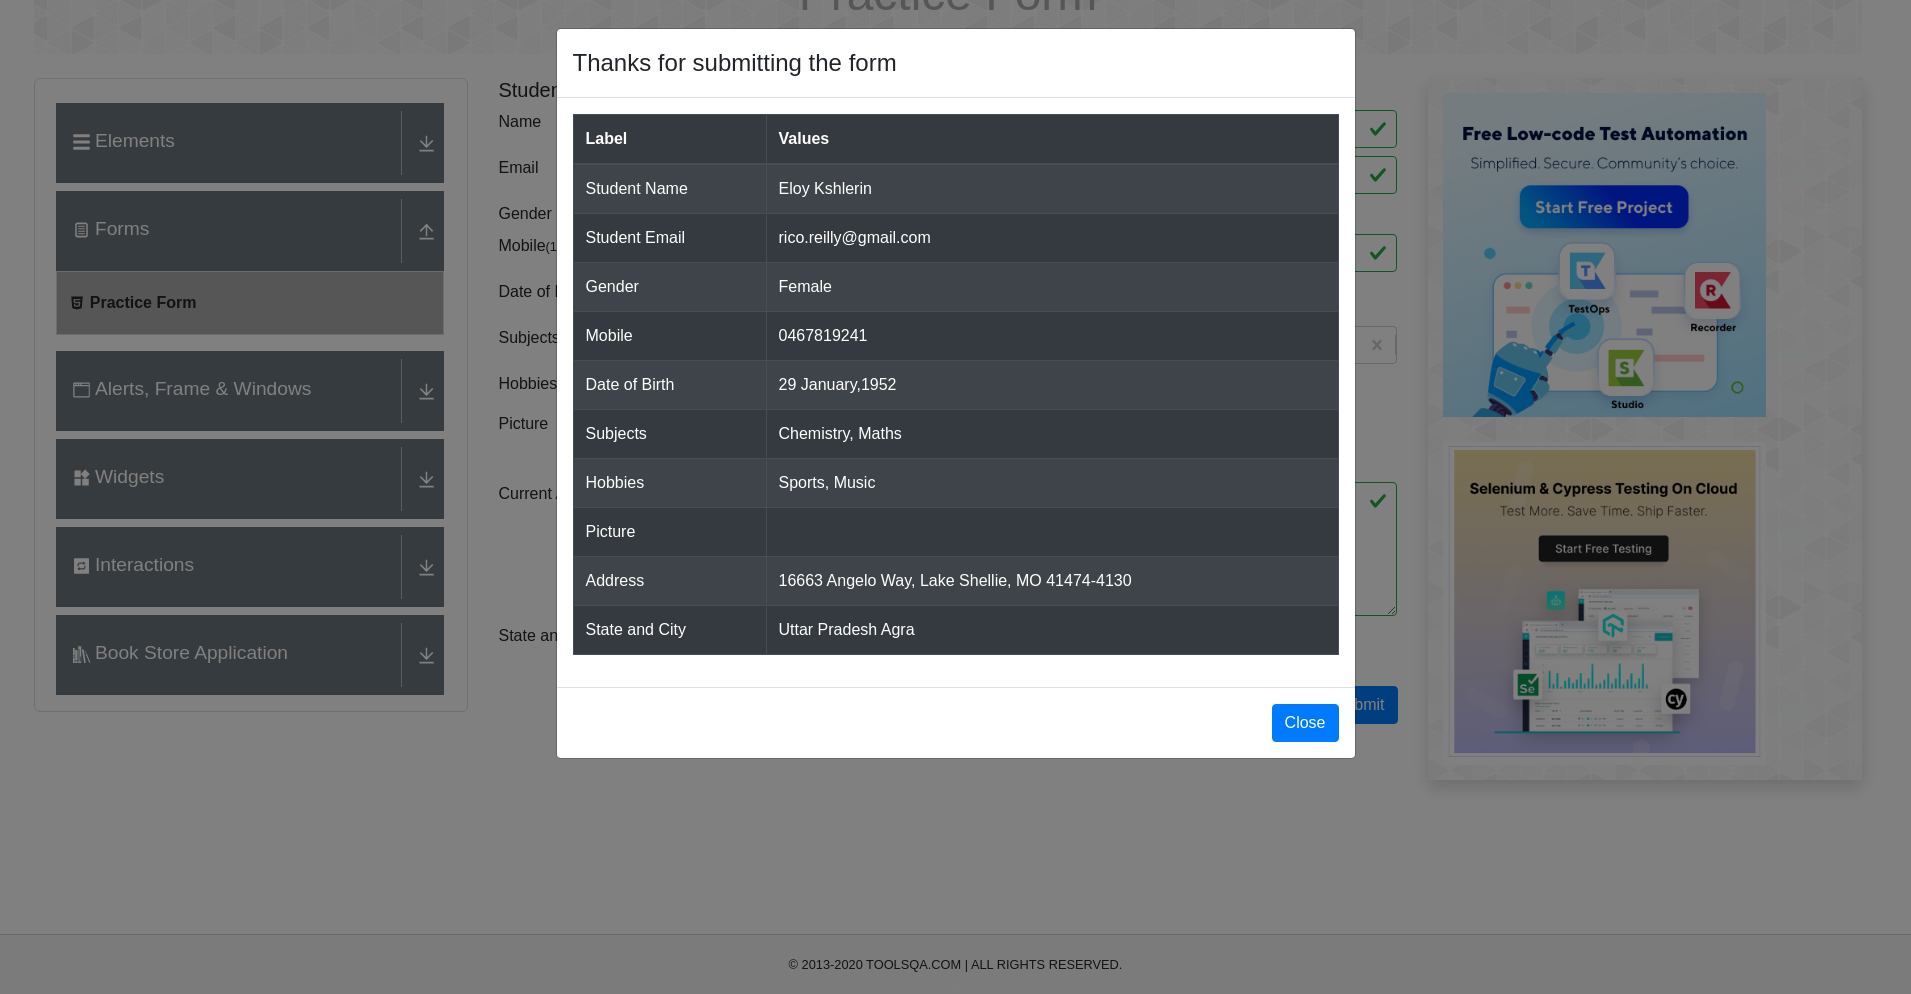 Practice Form
Thanks for submitting the form
Label Values
Student Name Eloy Kshlerin
Student Email rico.reilly@gmail.com
Gender Female
Mobile 0467819241
Date of Birth 29 January,1952
Subjects Chemistry, Maths
Hobbies Sports, Music
Picture
Address 16663 Angelo Way, Lake Shellie, MO 41474-4130
State and City Uttar Pradesh Agra
Close
Elements
Forms
Practice Form
Alerts, Frame & Windows
Widgets
Interactions
Book Store Application
Studen
Name
Email
Gender
Mobile(1
Date of
Subjects
Hobbies
Picture
Current
State an
bmit
Free Low-code Test Automation
Simplified. Secure. Community's choice.
Start Free Project
TestOps
Recorder
Studio
Selenium & Cypress Testing On Cloud
Test More. Save Time. Ship Faster.
Start Free Testing
Se
cy
© 2013-2020 TOOLSQA.COM | ALL RIGHTS RESERVED.